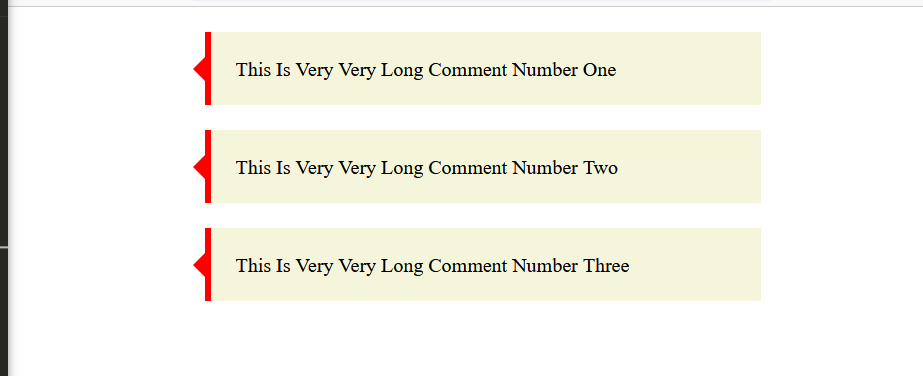 This Is Very Very Long Comment Number One
This Is Very Very Long Comment Number Two
This Is Very Very Long Comment Number Three